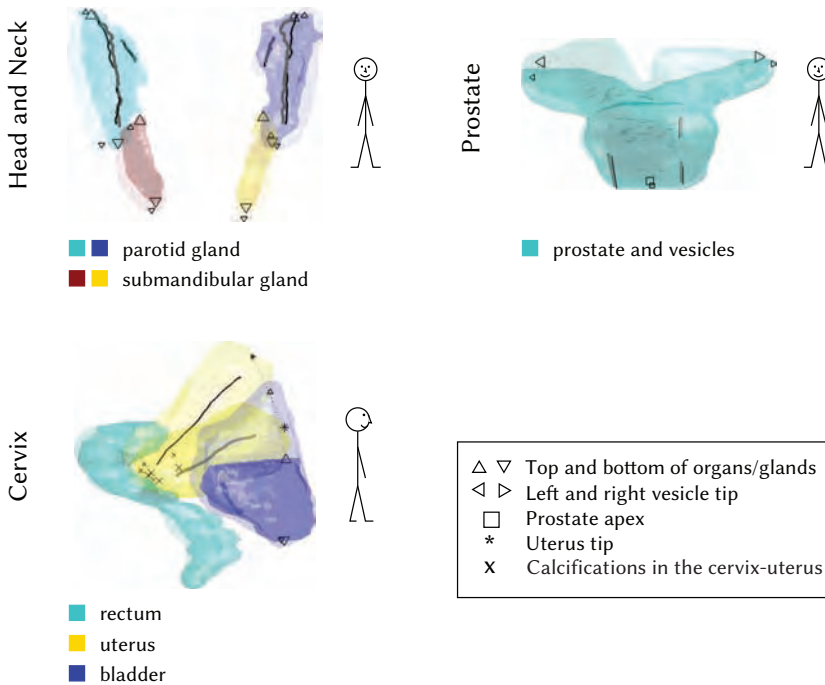 Head and Neck
parotid gland
submandibular gland
Prostate
prostate and vesicles
Cervix
rectum
uterus
bladder
△ ▽ Top and bottom of organs/glands
◁ ▷ Left and right vesicle tip
□ Prostate apex
* Uterus tip
x Calcifications in the cervix-uterus